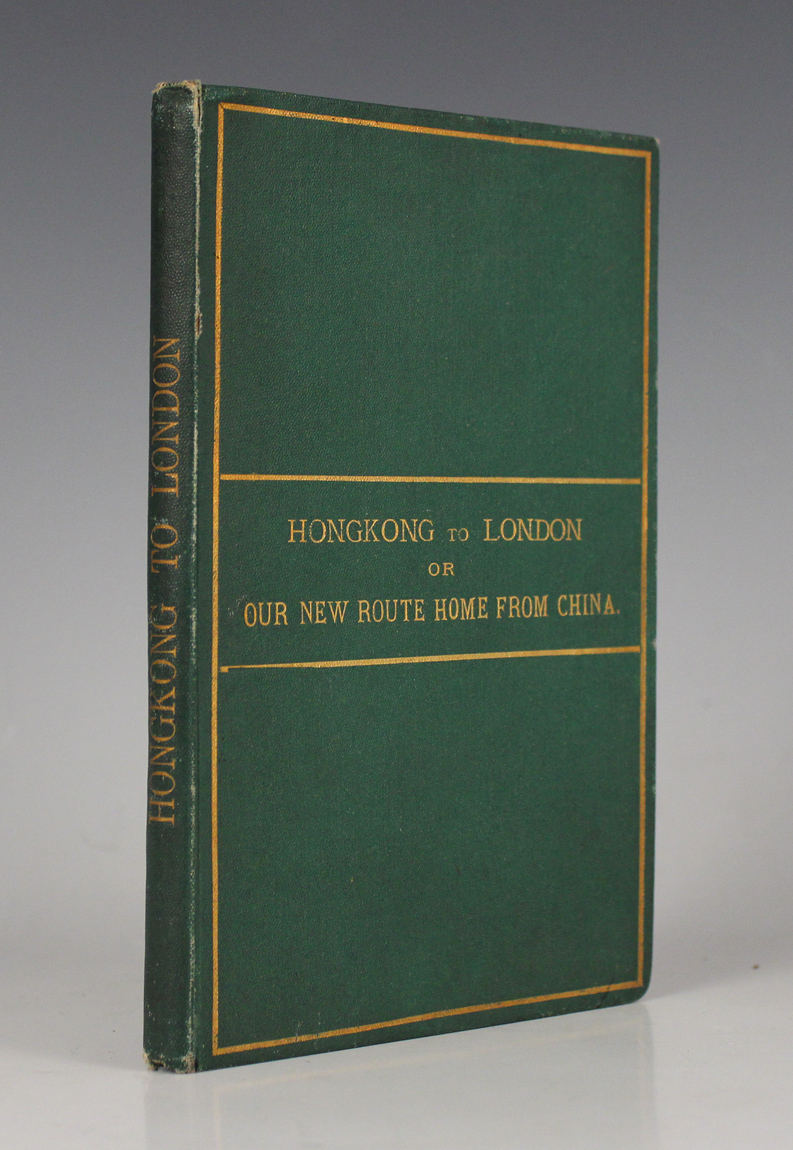 HONGKONG TO LONDON
HONGKONG TO LONDON
OR
OUR NEW ROUTE HOME FROM CHINA.